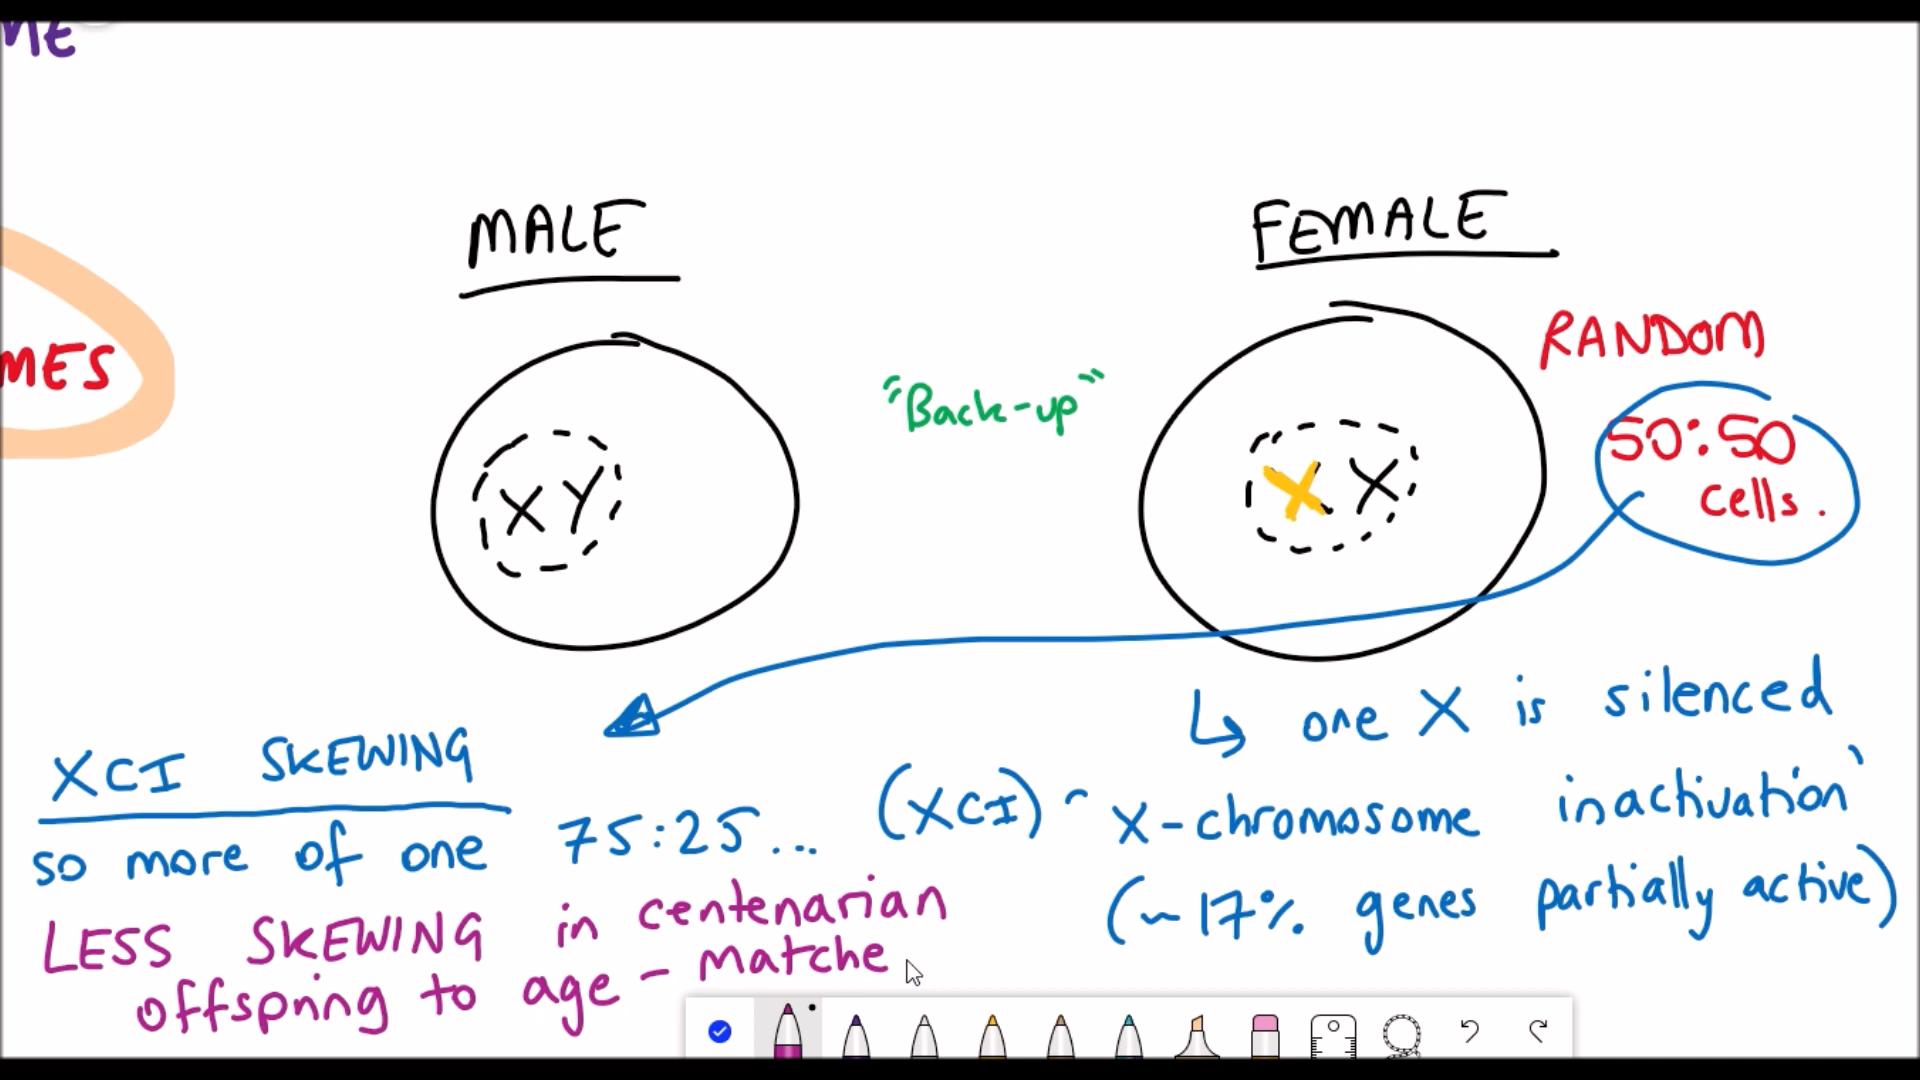 ME
MALE
FEMALE
RANDOM
MES
"Back-up"
50:50
cells.
XY
X X
↳ one X is silenced
XCI SKEWING
(XCI) - X-chromosome inactivation'
so more of one 75:25...
(~17% genes partially active)
LESS SKEWING in centenarian
offspring to age-matche